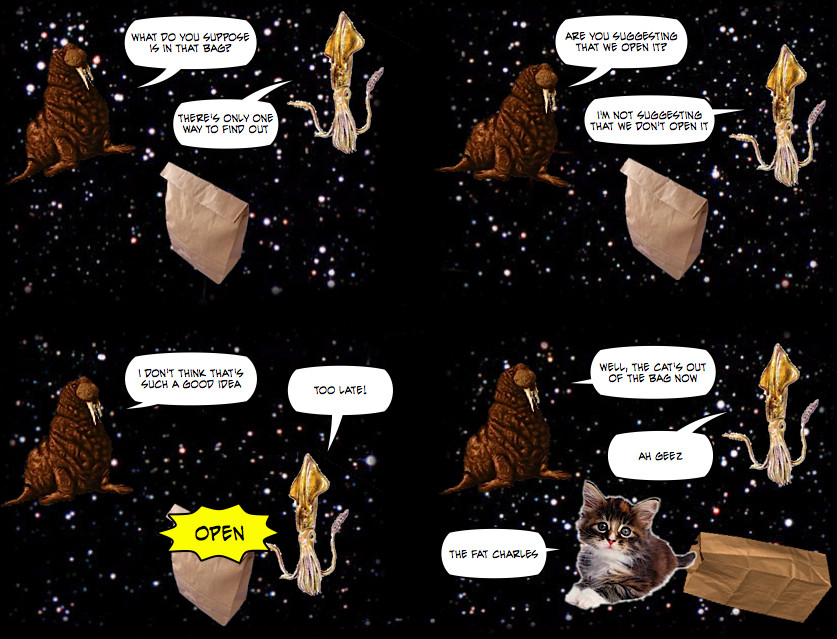 WHAT DO YOU SUPPOSE
IS IN THAT BAG?
THERE'S ONLY ONE
WAY TO FIND OUT
ARE YOU SUGGESTING
THAT WE OPEN IT?
I'M NOT SUGGESTING
THAT WE DON'T OPEN IT
I DON'T THINK THAT'S
SUCH A GOOD IDEA
TOO LATE!
OPEN
WELL, THE CAT'S OUT
OF THE BAG NOW
AH GEEZ
THE FAT CHARLES